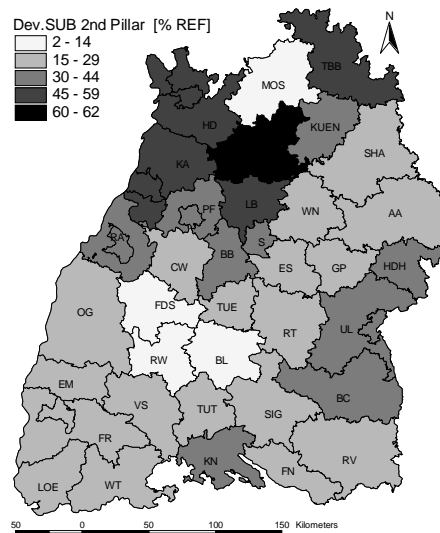 Dev.SUB 2nd Pillar [% REF]
2 - 14
15 - 29
30 - 44
45 - 59
60 - 62
N
TBB
MOS
HD
KUEN
KA
SHA
LB
PF
WN
AA
RA
S
CW
BB
ES
GP
HDH
OG
FDS
TUE
UL
RT
RW
BL
EM
BC
VS
TUT
SIG
FR
KN
FN
RV
LOE
WT
50 0 50 100 150 Kilometers